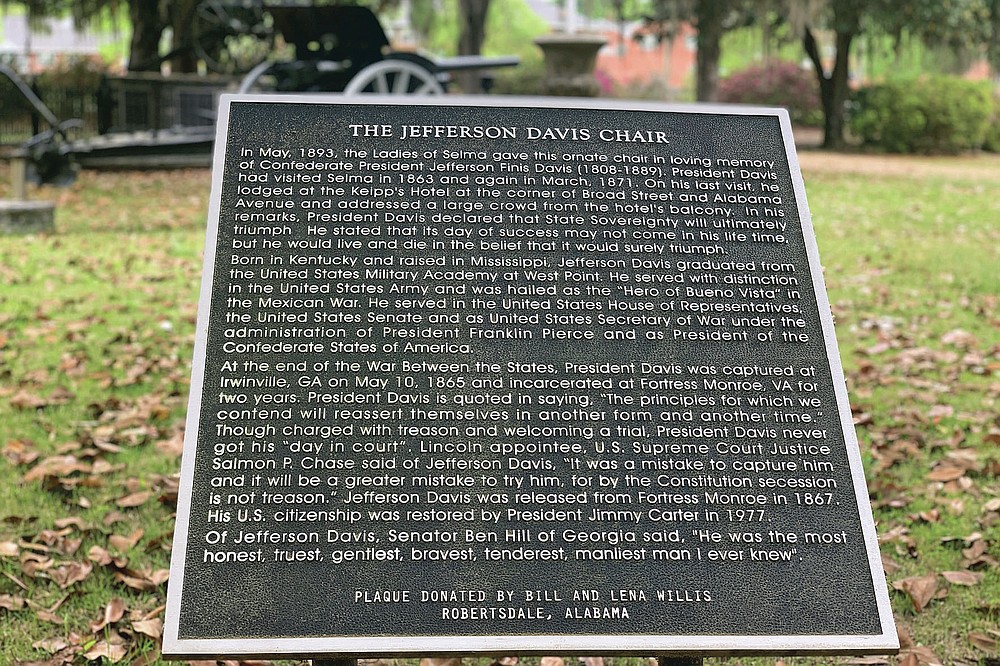 THE JEFFERSON DAVIS CHAIR
In May, 1893, the Ladies of Selma gave this ornate chair in loving memory
of Confederate President Jefferson Finis Davis (1808-1889). President Davis
had visited Selma in 1863 and again in March, 1871. On his last visit, he
lodged at the Keipp's Hotel at the corner of Broad Street and Alabama
Avenue and addressed a large crowd from the hotel's balcony. In his
remarks, President Davis declared that State Sovereignty will ultimately
triumph He stated that its day of success may not come in his life time,
but he would live and die in the belief that it would surely triumph.
Born in Kentucky and raised in Mississippi, Jefferson Davis graduated from
the United States Military Academy at West Point. He served with distinction
in the United States Army and was hailed as the "Hero of Bueno Vista" in
the Mexican War. He served in the United States House of Representatives,
the United States Senate and as United States Secretary of War under the
administration of President Franklin Pierce and as President of the
Confederate States of America.
At the end of the War Between the States, President Davis was captured at
Irwinville, GA on May 10, 1865 and incarcerated at Fortress Monroe, VA for
two years. President Davis is quoted in saying, "The principles for which we
contend will reassert themselves in another form and another time."
Though charged with treason and welcoming a trial, President Davis never
got his "day in court". Lincoln appointee, U.S. Supreme Court Justice
Salmon P. Chase said of Jefferson Davis, "It was a mistake to capture him
and it will be a greater mistake to try him, for by the Constitution secession
is not treason." Jefferson Davis was released from Fortress Monroe in 1867.
His U.S. citizenship was restored by President Jimmy Carter in 1977.
Of Jefferson Davis, Senator Ben Hill of Georgia said, "He was the most
honest, truest, gentlest, bravest, tenderest, manliest man I ever knew".
PLAQUE DONATED BY BILL AND LENA WILLIS
ROBERTSDALE, ALABAMA